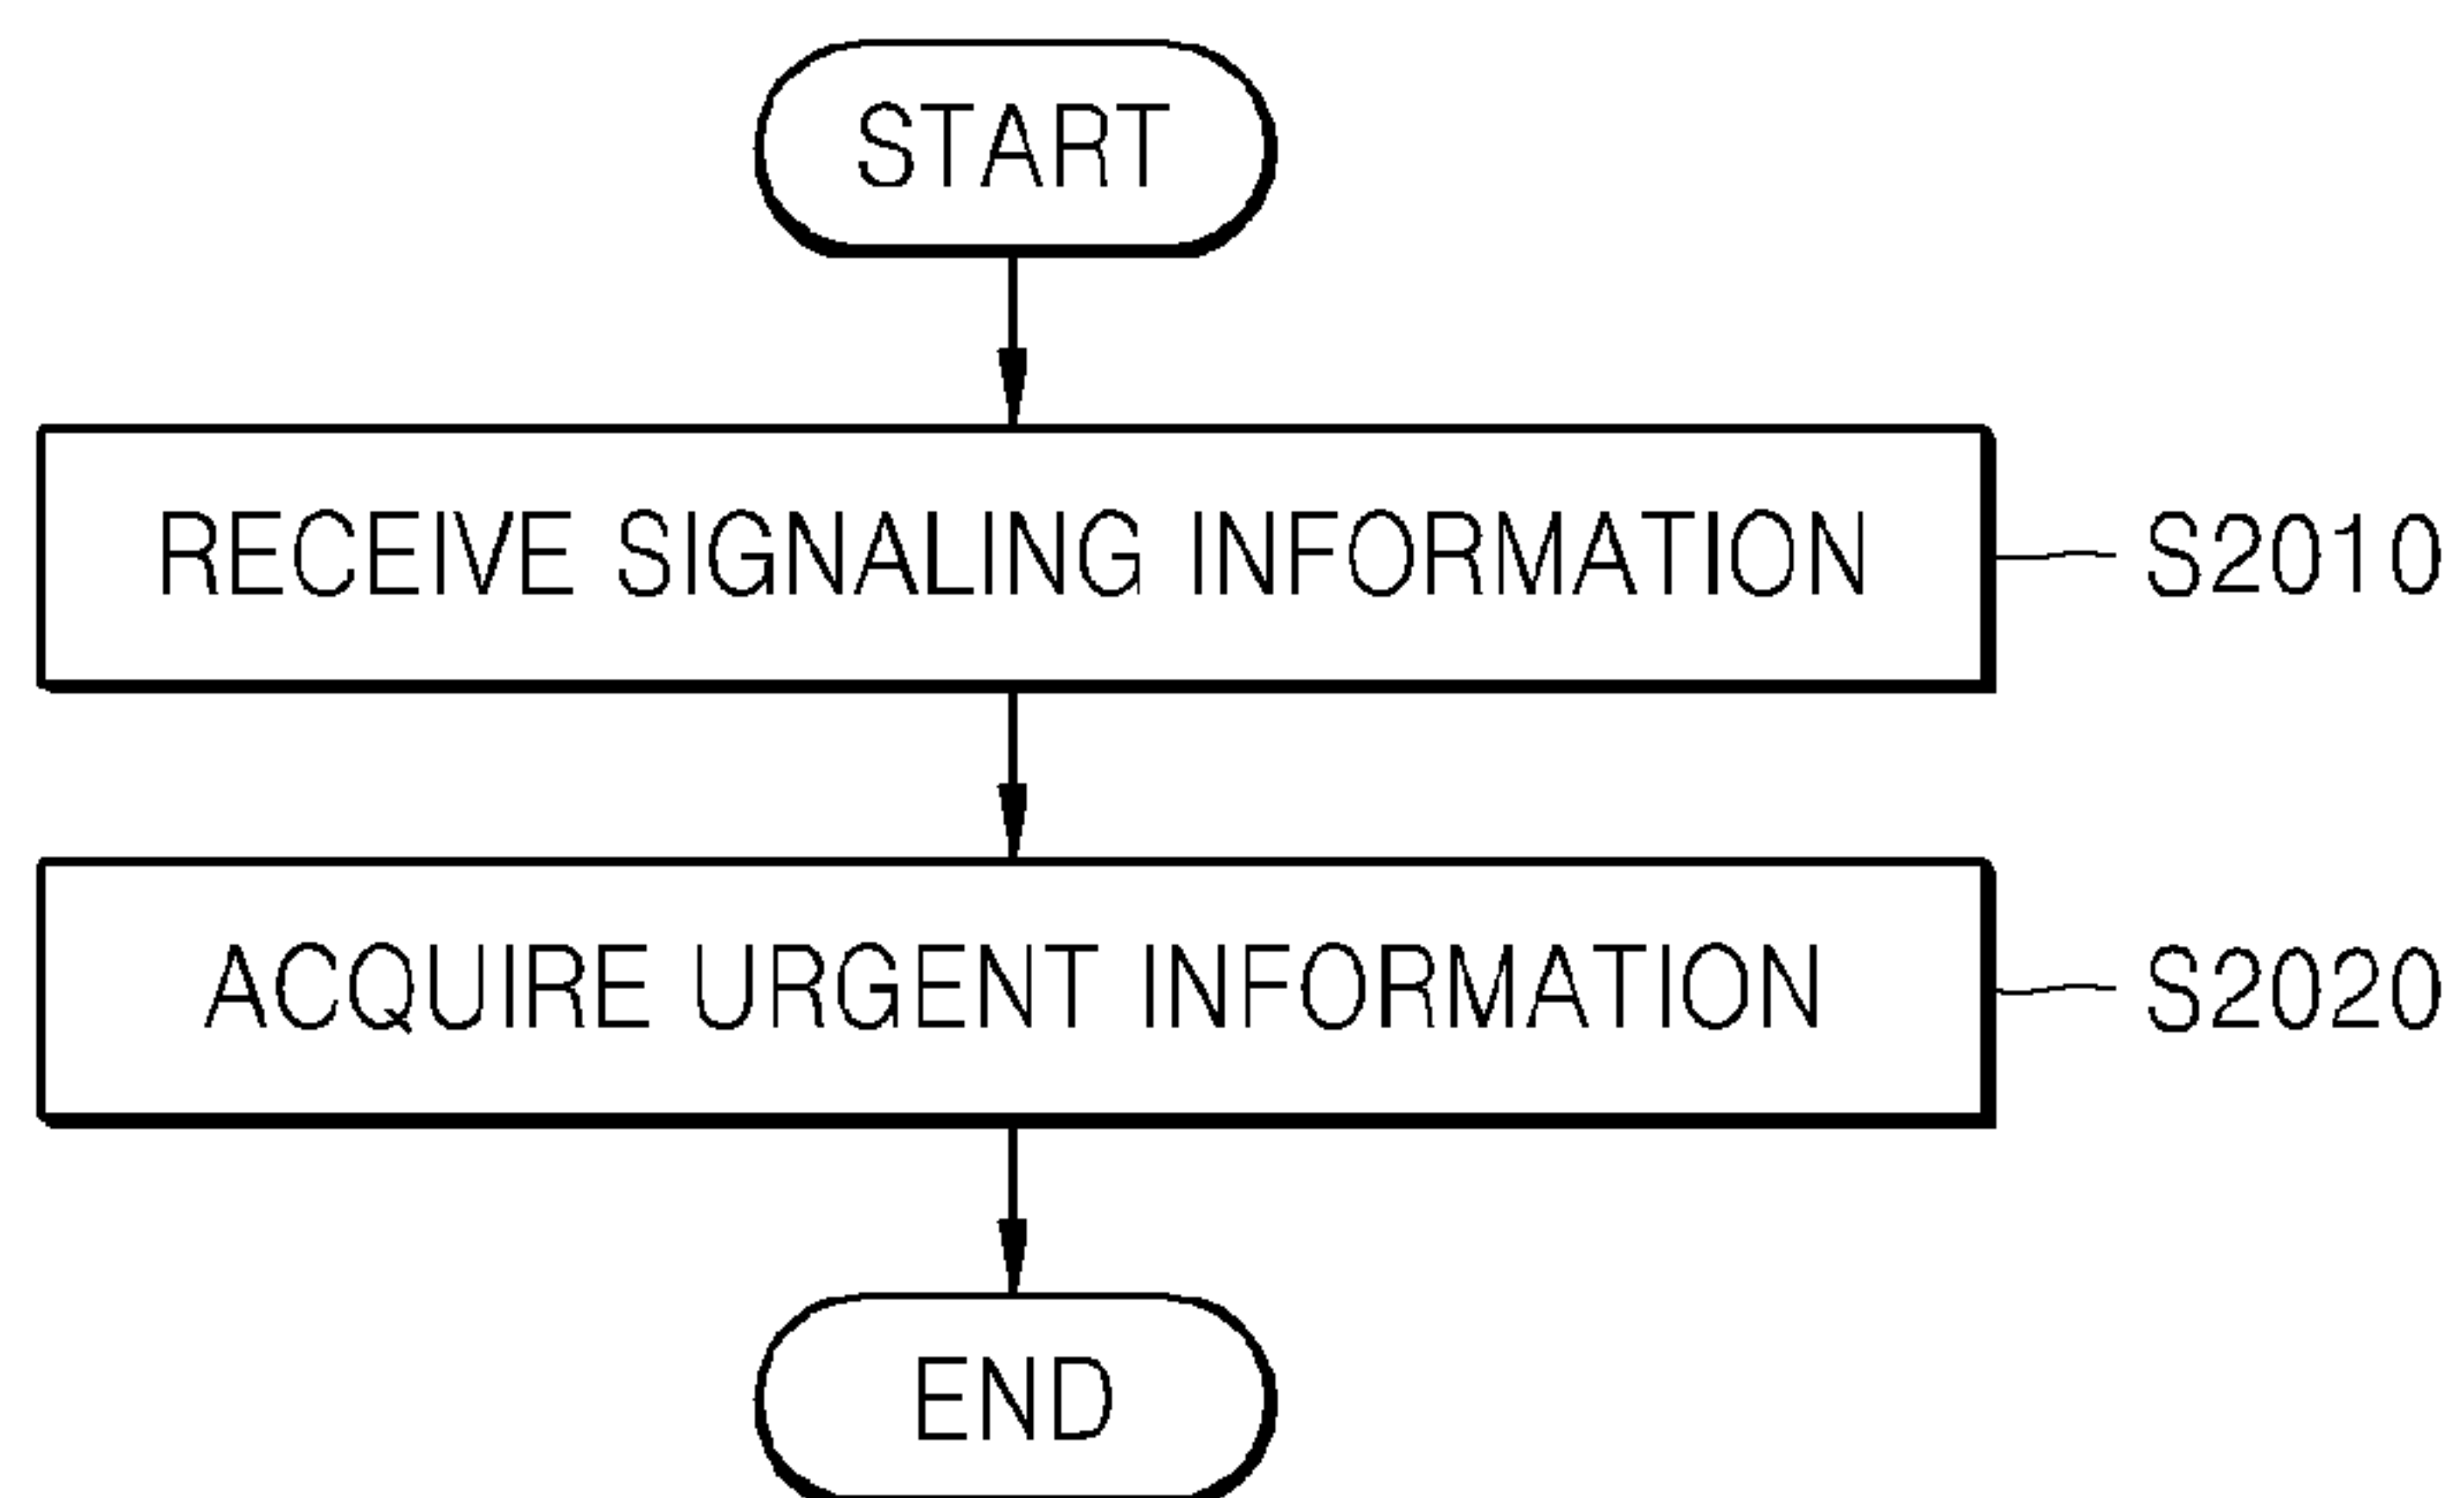 START
RECEIVE SIGNALING INFORMATION
S2010
ACQUIRE URGENT INFORMATION
S2020
END